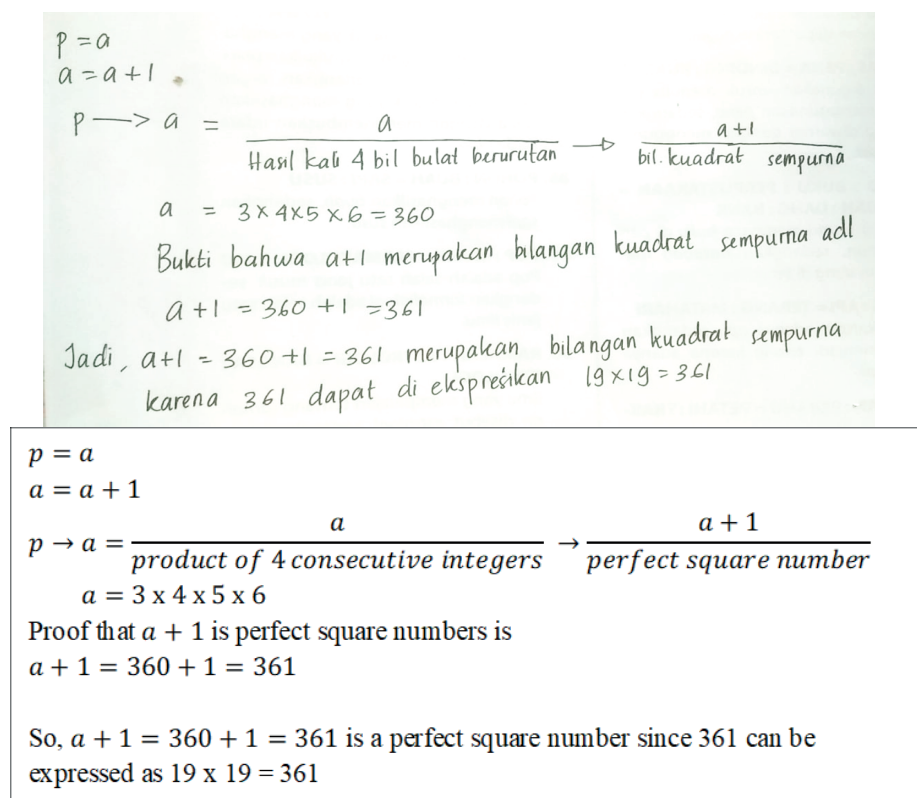 p = a
a = a + 1
p → a = a / Hasil kali 4 bil bulat berurutan → a + 1 / bil. kuadrat sempurna
a = 3 x 4 x 5 x 6 = 360
Bukti bahwa a+1 merupakan bilangan kuadrat sempurna adl
a + 1 = 360 + 1 = 361
Jadi, a+1 = 360 + 1 = 361 merupakan bilangan kuadrat sempurna
karena 361 dapat di ekspresikan 19 x 19 = 361
p = a
a = a + 1
p → a = a / product of 4 consecutive integers → a + 1 / perfect square number
a = 3 x 4 x 5 x 6
Proof that a + 1 is perfect square numbers is
a + 1 = 360 + 1 = 361
So, a + 1 = 360 + 1 = 361 is a perfect square number since 361 can be
expressed as 19 x 19 = 361